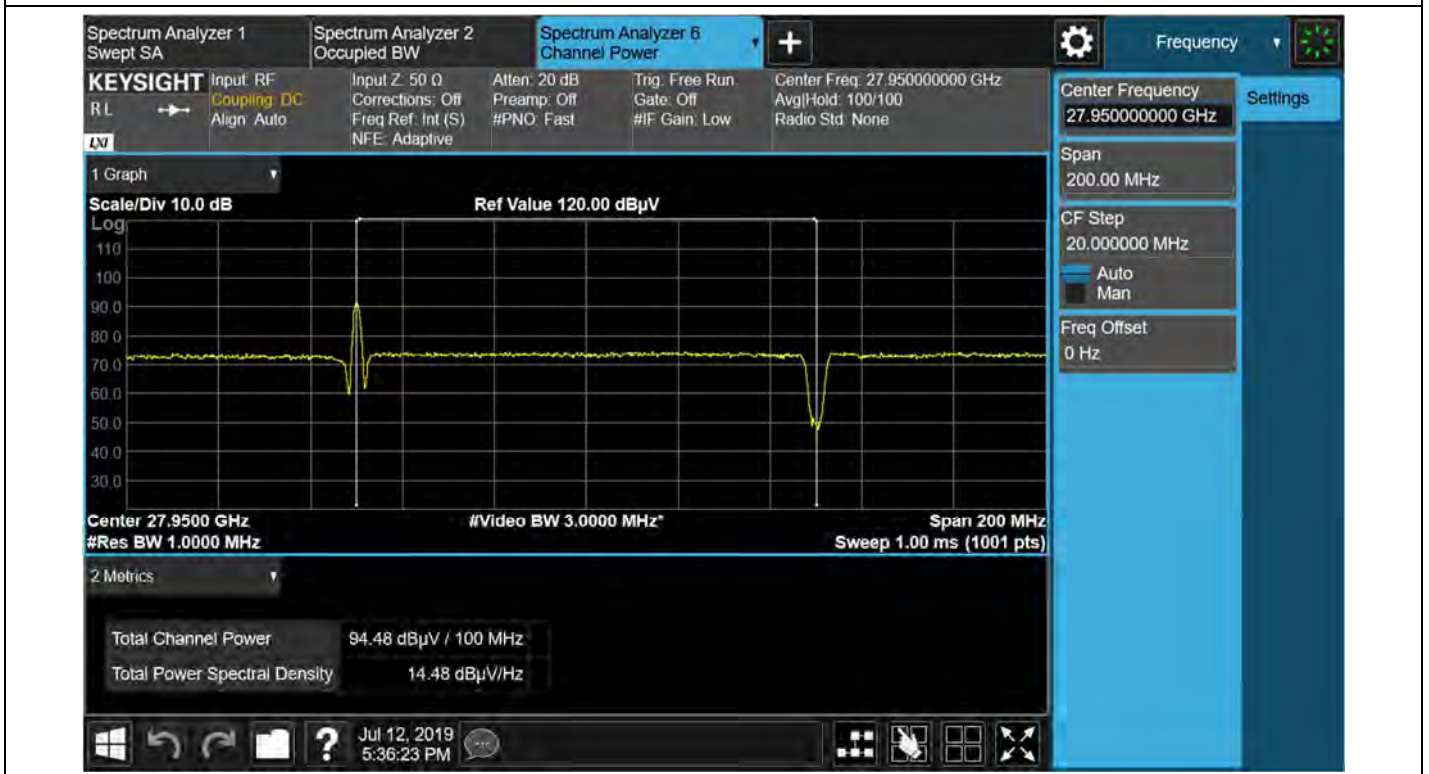 Spectrum Analyzer 1
Swept SA
Spectrum Analyzer 2
Occupied BW
Spectrum Analyzer 6
Channel Power
Frequency
KEYSIGHT
RL
LXI
Input: RF
Coupling: DC
Align: Auto
Input Z: 50 Ω
Corrections: Off
Freq Ref: Int (S)
NFE: Adaptive
Atten: 20 dB
Preamp: Off
#PNO: Fast
Trig: Free Run
Gate: Off
#IF Gain: Low
Center Freq: 27.950000000 GHz
Avg|Hold: 100/100
Radio Std: None
Center Frequency
27.950000000 GHz
Settings
Span
200.00 MHz
CF Step
20.000000 MHz
Auto
Man
Freq Offset
0 Hz
1 Graph
Scale/Div 10.0 dB
Ref Value 120.00 dBµV
Log
110
100
90.0
80.0
70.0
60.0
50.0
40.0
30.0
Center 27.9500 GHz
#Video BW 3.0000 MHz*
Span 200 MHz
#Res BW 1.0000 MHz
Sweep 1.00 ms (1001 pts)
2 Metrics
Total Channel Power
94.48 dBµV / 100 MHz
Total Power Spectral Density
14.48 dBµV/Hz
?
Jul 12, 2019
5:36:23 PM